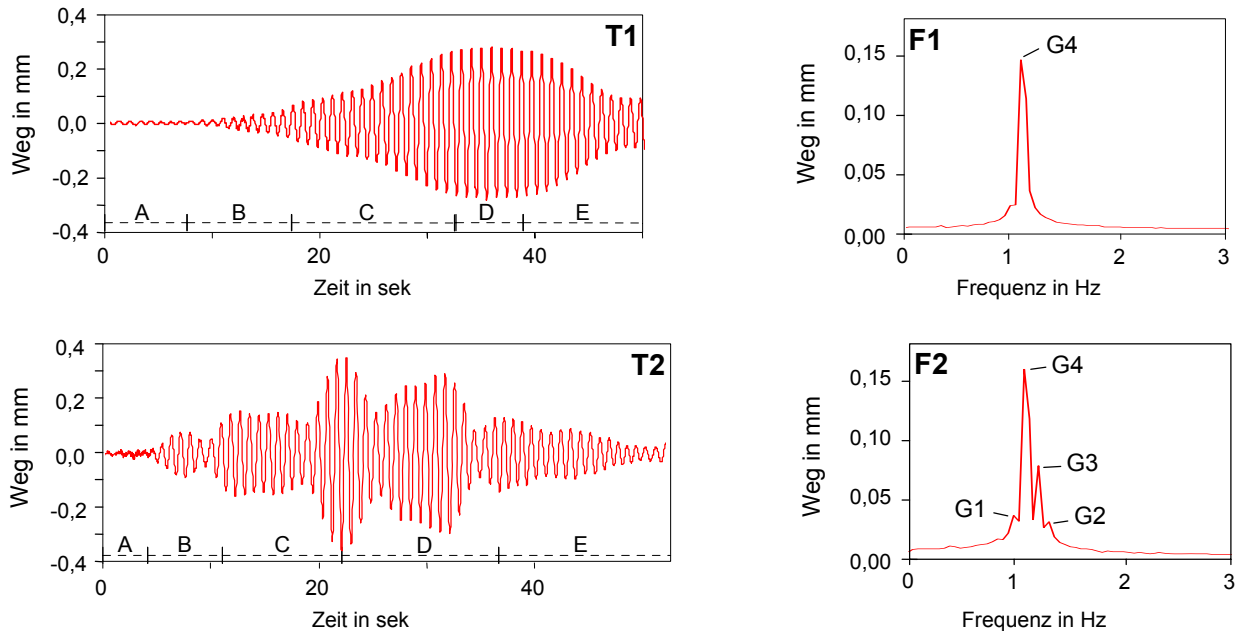 0,4
0,2
0,0
-0,2
-0,4
Weg in mm
T1
A B C D E
0 20 40
Zeit in sek
F1
G4
0,15
0,10
0,05
0,00
Weg in mm
0 1 2 3
Frequenz in Hz
0,4
0,2
0,0
-0,2
-0,4
Weg in mm
T2
A B C D E
0 20 40
Zeit in sek
F2
G4
G3
G1
G2
0,15
0,10
0,05
0,00
Weg in mm
0 1 2 3
Frequenz in Hz